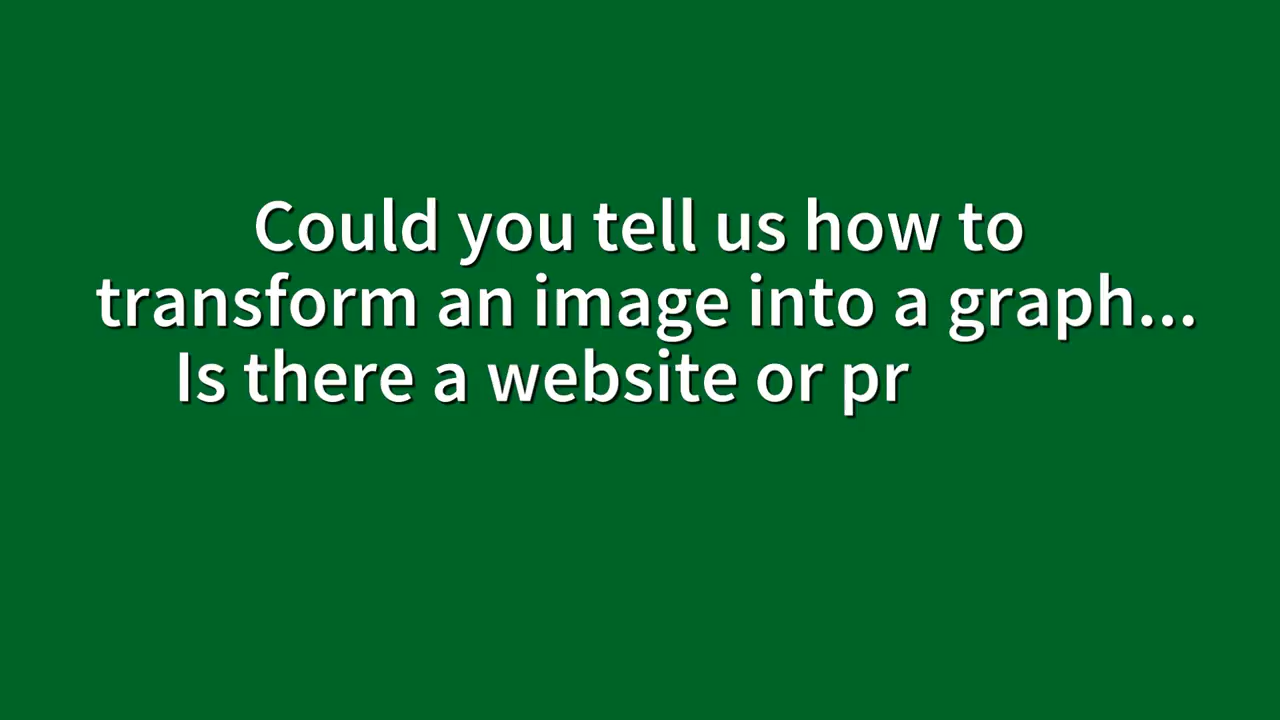 Could you tell us how to
transform an image into a graph...
Is there a website or pr